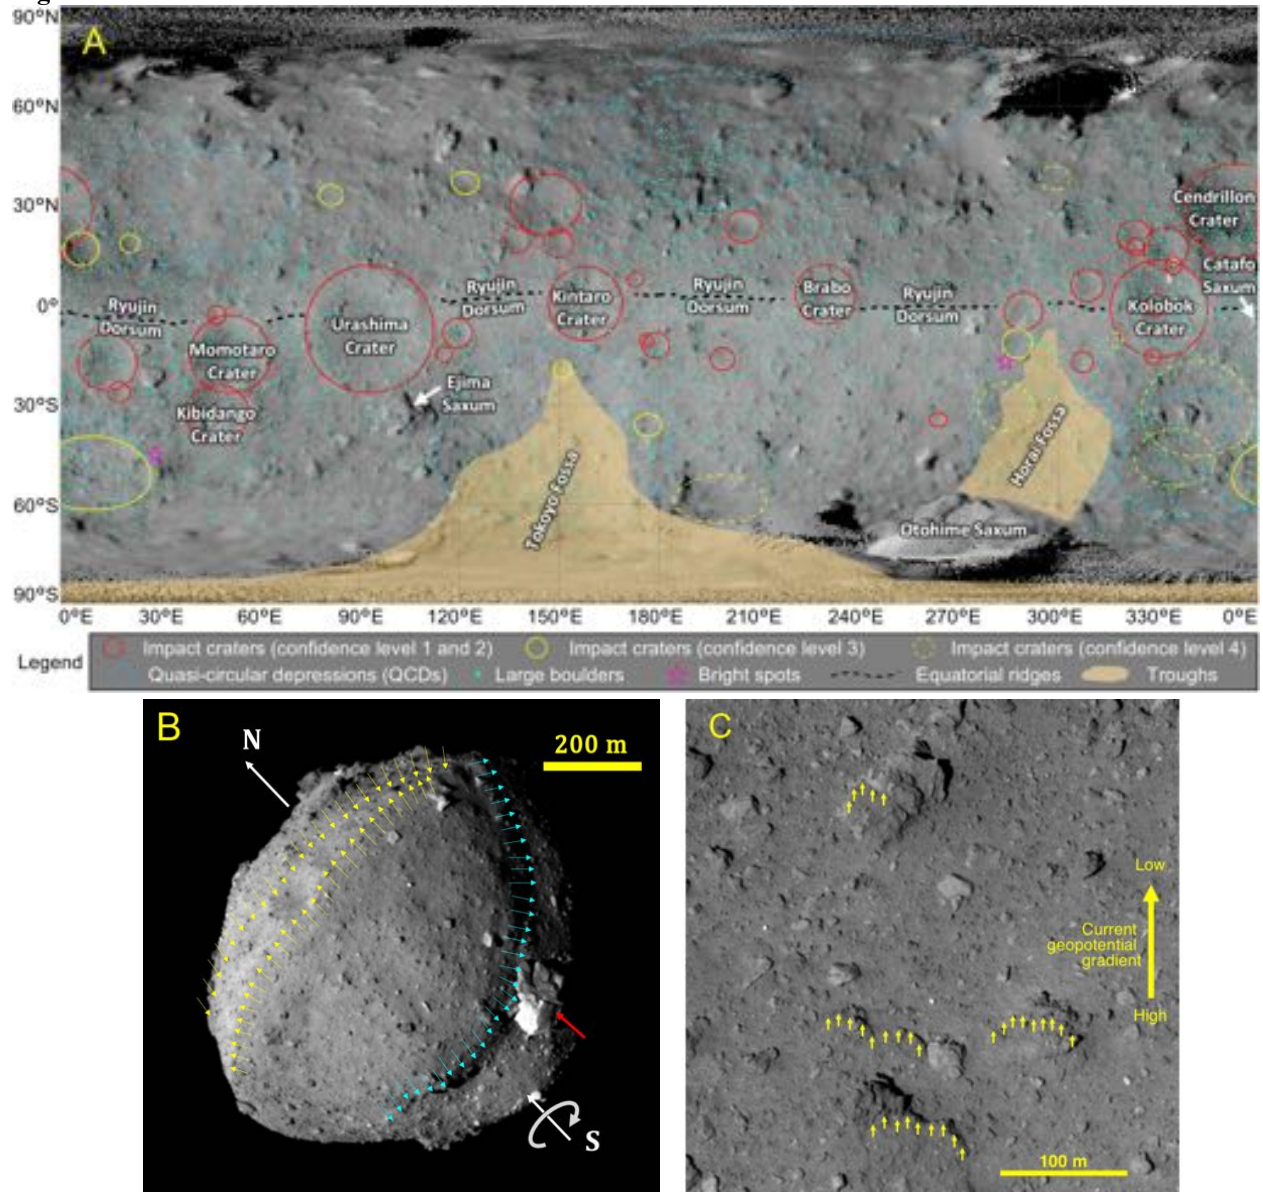 A
90°N
60°N
30°N
0°
30°S
60°S
90°S
Cendrillon
Crater
Catafo
Saxum
Ryujin
Dorsum
Kintaro
Crater
Ryujin
Dorsum
Brabo
Crater
Ryujin
Dorsum
Kolobok
Crater
Ryujin
Dorsum
Urashima
Crater
Momotaro
Crater
Ejima
Saxum
Kibidango
Crater
Tokoyo Fossa
Horai Fossa
Otohime Saxum
0°E 30°E 60°E 90°E 120°E 150°E 180°E 210°E 240°E 270°E 300°E 330°E 0°E
Legend
Impact craters (confidence level 1 and 2) Impact craters (confidence level 3) Impact craters (confidence level 4)
Quasi-circular depressions (QCDs) Large boulders Bright spots Equatorial ridges Troughs
B
N
200 m
S
C
Low
Current
geopotential
gradient
High
100 m